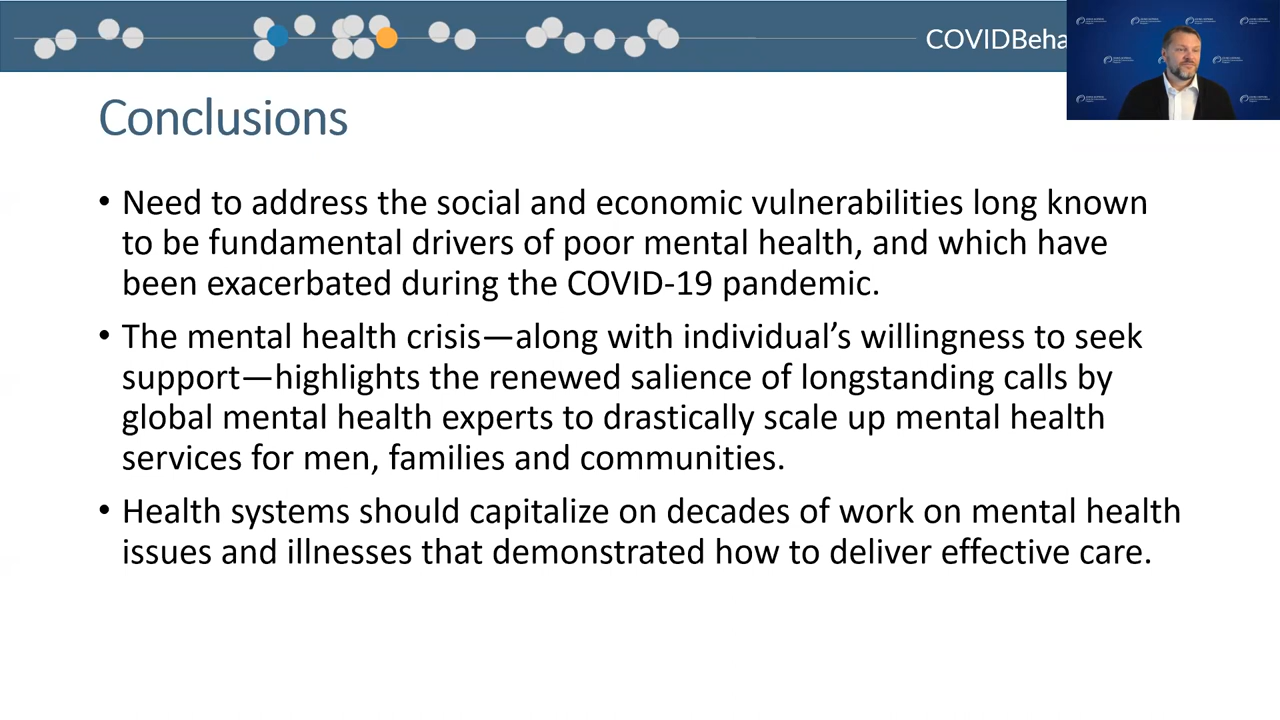 COVIDBeha
Conclusions
• Need to address the social and economic vulnerabilities long known
to be fundamental drivers of poor mental health, and which have
been exacerbated during the COVID-19 pandemic.
• The mental health crisis—along with individual’s willingness to seek
support—highlights the renewed salience of longstanding calls by
global mental health experts to drastically scale up mental health
services for men, families and communities.
• Health systems should capitalize on decades of work on mental health
issues and illnesses that demonstrated how to deliver effective care.